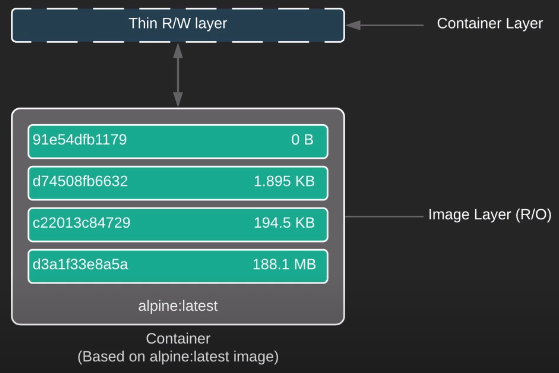 Thin R/W layer
Container Layer
91e54dfb1179 0 B
d74508fb6632 1.895 KB
c22013c84729 194.5 KB
d3a1f33e8a5a 188.1 MB
Image Layer (R/O)
alpine:latest
Container
(Based on alpine:latest image)